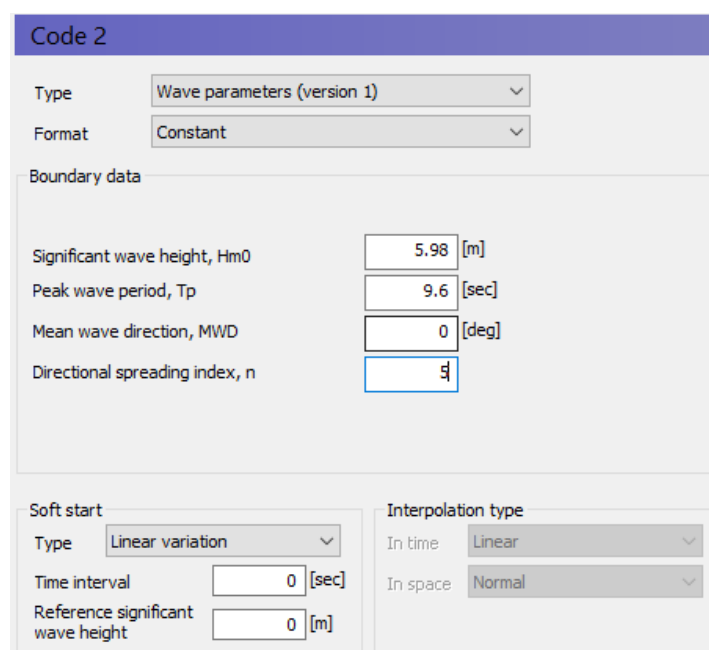 Code 2
Type Wave parameters (version 1)
Format Constant
Boundary data
Significant wave height, Hm0 5.98 [m]
Peak wave period, Tp 9.6 [sec]
Mean wave direction, MWD 0 [deg]
Directional spreading index, n 5
Soft start
Type Linear variation
Time interval 0 [sec]
Reference significant
wave height 0 [m]
Interpolation type
In time Linear
In space Normal